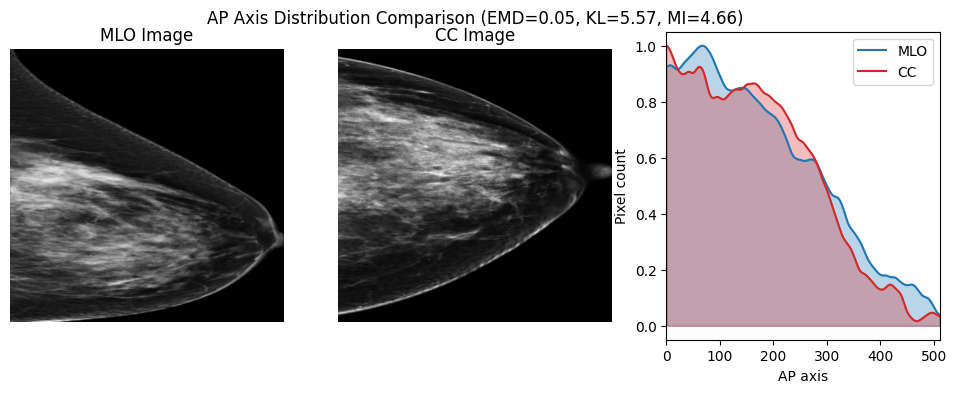 AP Axis Distribution Comparison (EMD=0.05, KL=5.57, MI=4.66)
MLO Image
CC Image
MLO
CC
Pixel count
1.0
0.8
0.6
0.4
0.2
0.0
0 100 200 300 400 500
AP axis